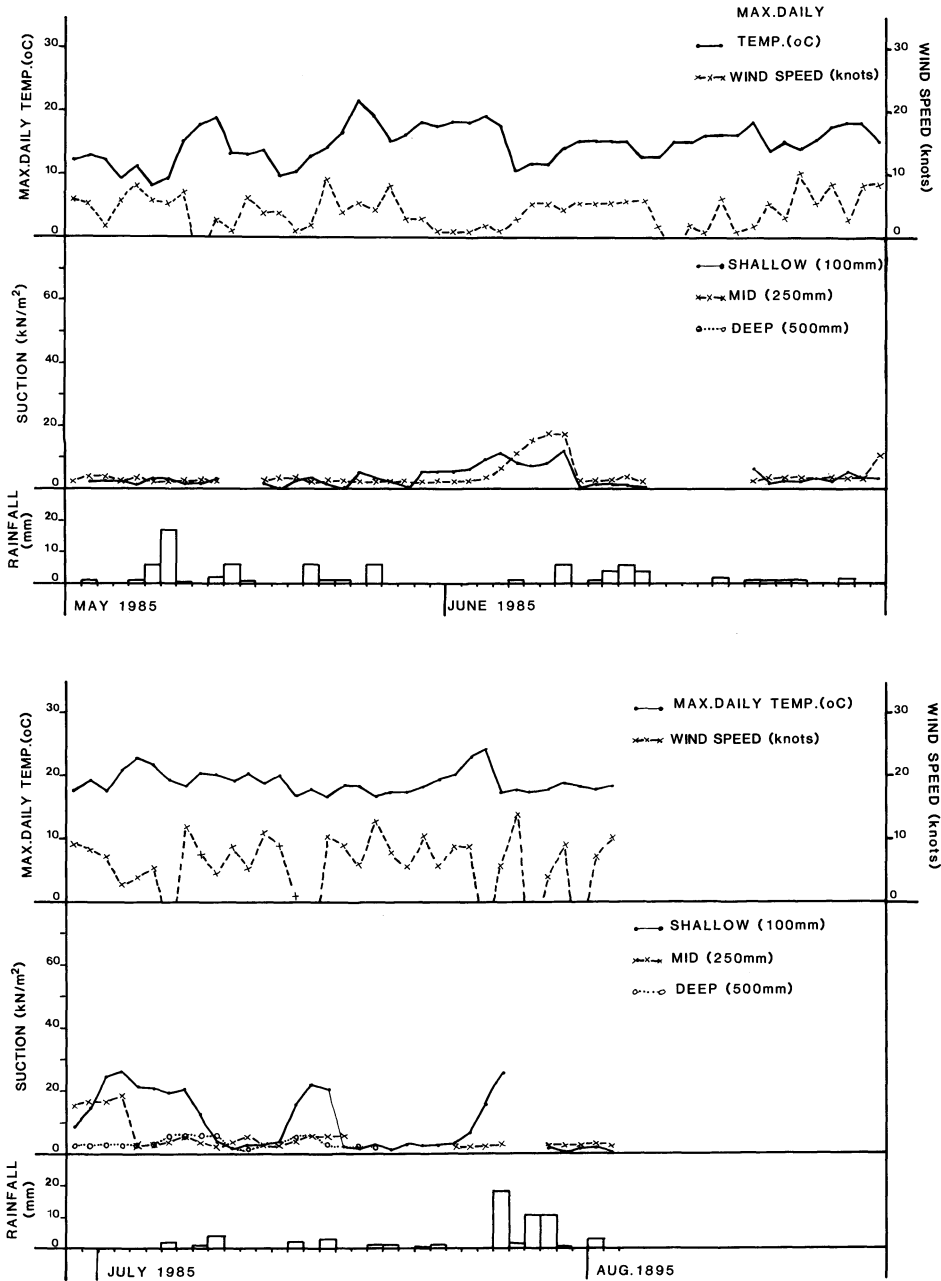 MAX.DAILY
TEMP.(oC)
WIND SPEED (knots)
MAX.DAILY TEMP.(oC)
30
20
10
0
30
20
10
0
WIND SPEED
(knots)
SHALLOW (100mm)
MID (250mm)
DEEP (500mm)
SUCTION (kN/m²)
60
40
20
0
RAINFALL
(mm)
20
10
0
MAY 1985
JUNE 1985
MAX.DAILY TEMP.(oC)
WIND SPEED (knots)
MAX.DAILY TEMP.(oC)
30
20
10
0
30
20
10
0
WIND SPEED
(knots)
SHALLOW (100mm)
MID (250mm)
DEEP (500mm)
SUCTION (kN/m²)
60
40
20
0
RAINFALL
(mm)
20
10
0
JULY 1985
AUG.1895